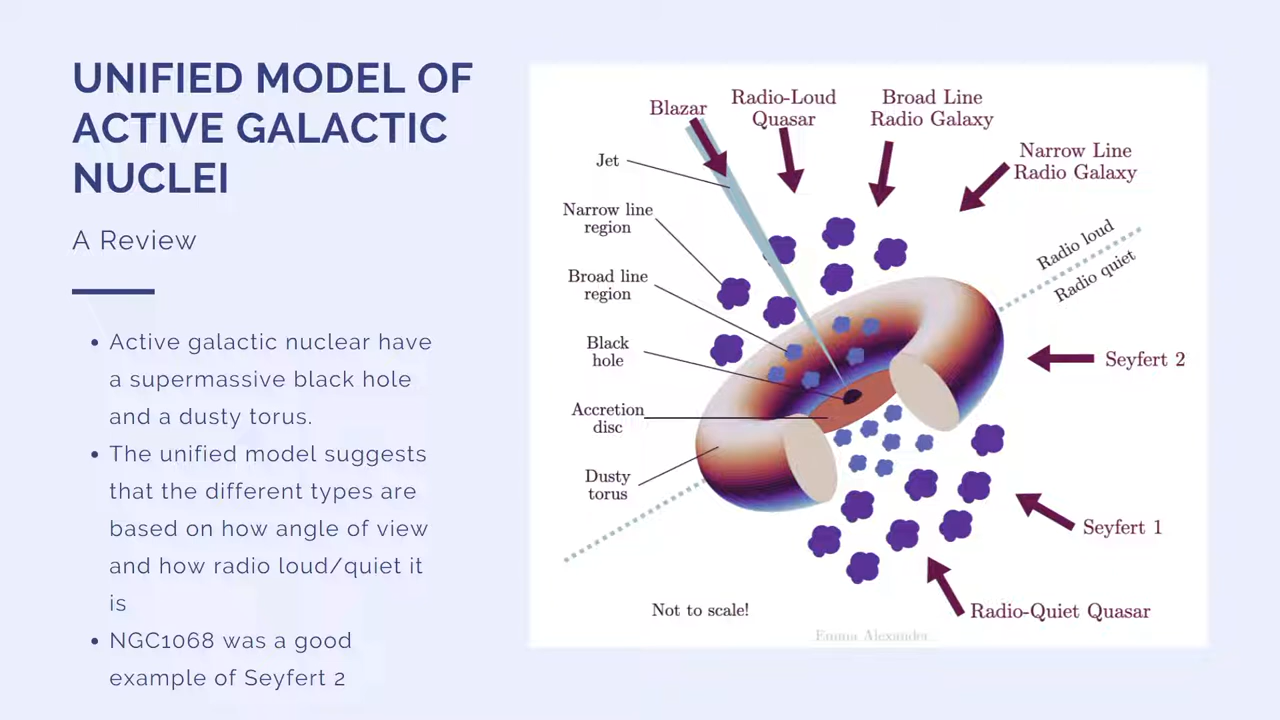 UNIFIED MODEL OF
ACTIVE GALACTIC
NUCLEI
A Review
• Active galactic nuclear have
a supermassive black hole
and a dusty torus.
• The unified model suggests
that the different types are
based on how angle of view
and how radio loud/quiet it
is
• NGC1068 was a good
example of Seyfert 2
Blazar
Radio-Loud
Quasar
Broad Line
Radio Galaxy
Narrow Line
Radio Galaxy
Jet
Narrow line
region
Broad line
region
Black
hole
Accretion
disc
Dusty
torus
Radio loud
Radio quiet
Seyfert 2
Seyfert 1
Radio-Quiet Quasar
Not to scale!
Emma Alexander